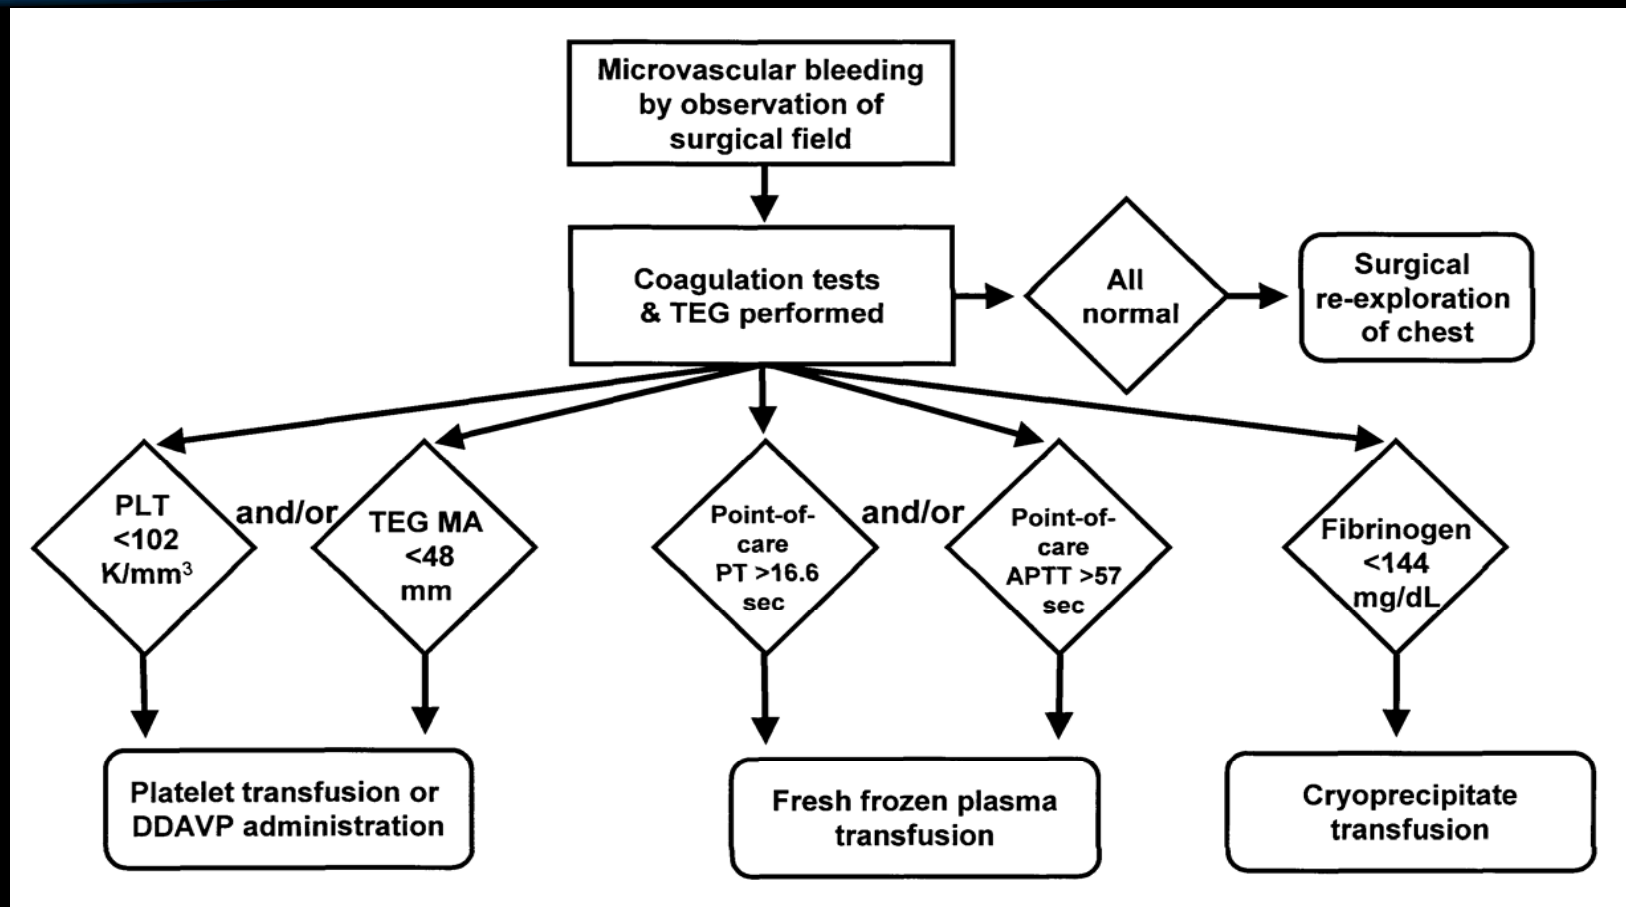 Microvascular bleeding
by observation of
surgical field
Coagulation tests
& TEG performed
All
normal
Surgical
re-exploration
of chest
PLT
<102
K/mm³
and/or
TEG MA
<48
mm
Point-of-
care
PT >16.6
sec
and/or
Point-of-
care
APTT >57
sec
Fibrinogen
<144
mg/dL
Platelet transfusion or
DDAVP administration
Fresh frozen plasma
transfusion
Cryoprecipitate
transfusion